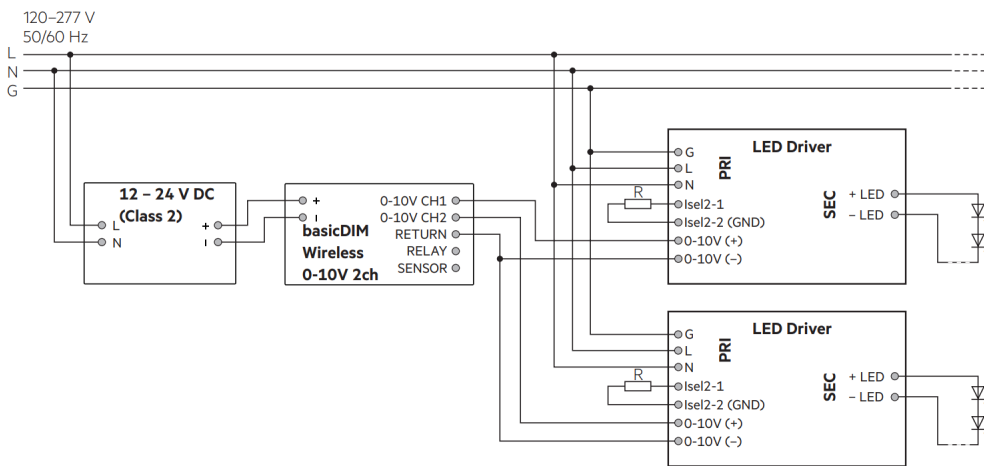 120–277 V
50/60 Hz
L
N
G
12 – 24 V DC
(Class 2)
L
N
+
–
+
–
basicDIM
Wireless
0-10V 2ch
0-10V CH1
0-10V CH2
RETURN
RELAY
SENSOR
LED Driver
PRI
G
L
N
R
Isel2-1
Isel2-2 (GND)
0-10V (+)
0-10V (–)
SEC
+ LED
– LED
LED Driver
PRI
G
L
N
R
Isel2-1
Isel2-2 (GND)
0-10V (+)
0-10V (–)
SEC
+ LED
– LED